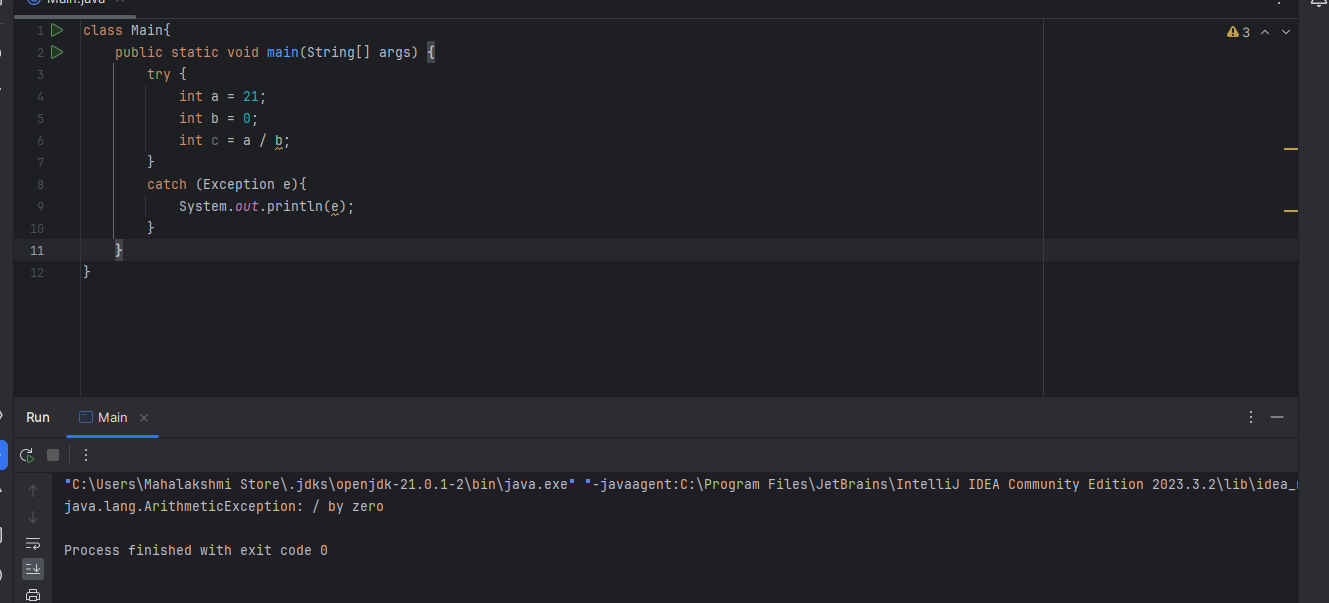 Main.java
3
1 class Main{
2 public static void main(String[] args) {
3 try {
4 int a = 21;
5 int b = 0;
6 int c = a / b;
7 }
8 catch (Exception e){
9 System.out.println(e);
10 }
11 }
12 }
Run Main
"C:\Users\Mahalakshmi Store\.jdks\openjdk-21.0.1-2\bin\java.exe" "-javaagent:C:\Program Files\JetBrains\IntelliJ IDEA Community Edition 2023.3.2\lib\idea_
java.lang.ArithmeticException: / by zero
Process finished with exit code 0